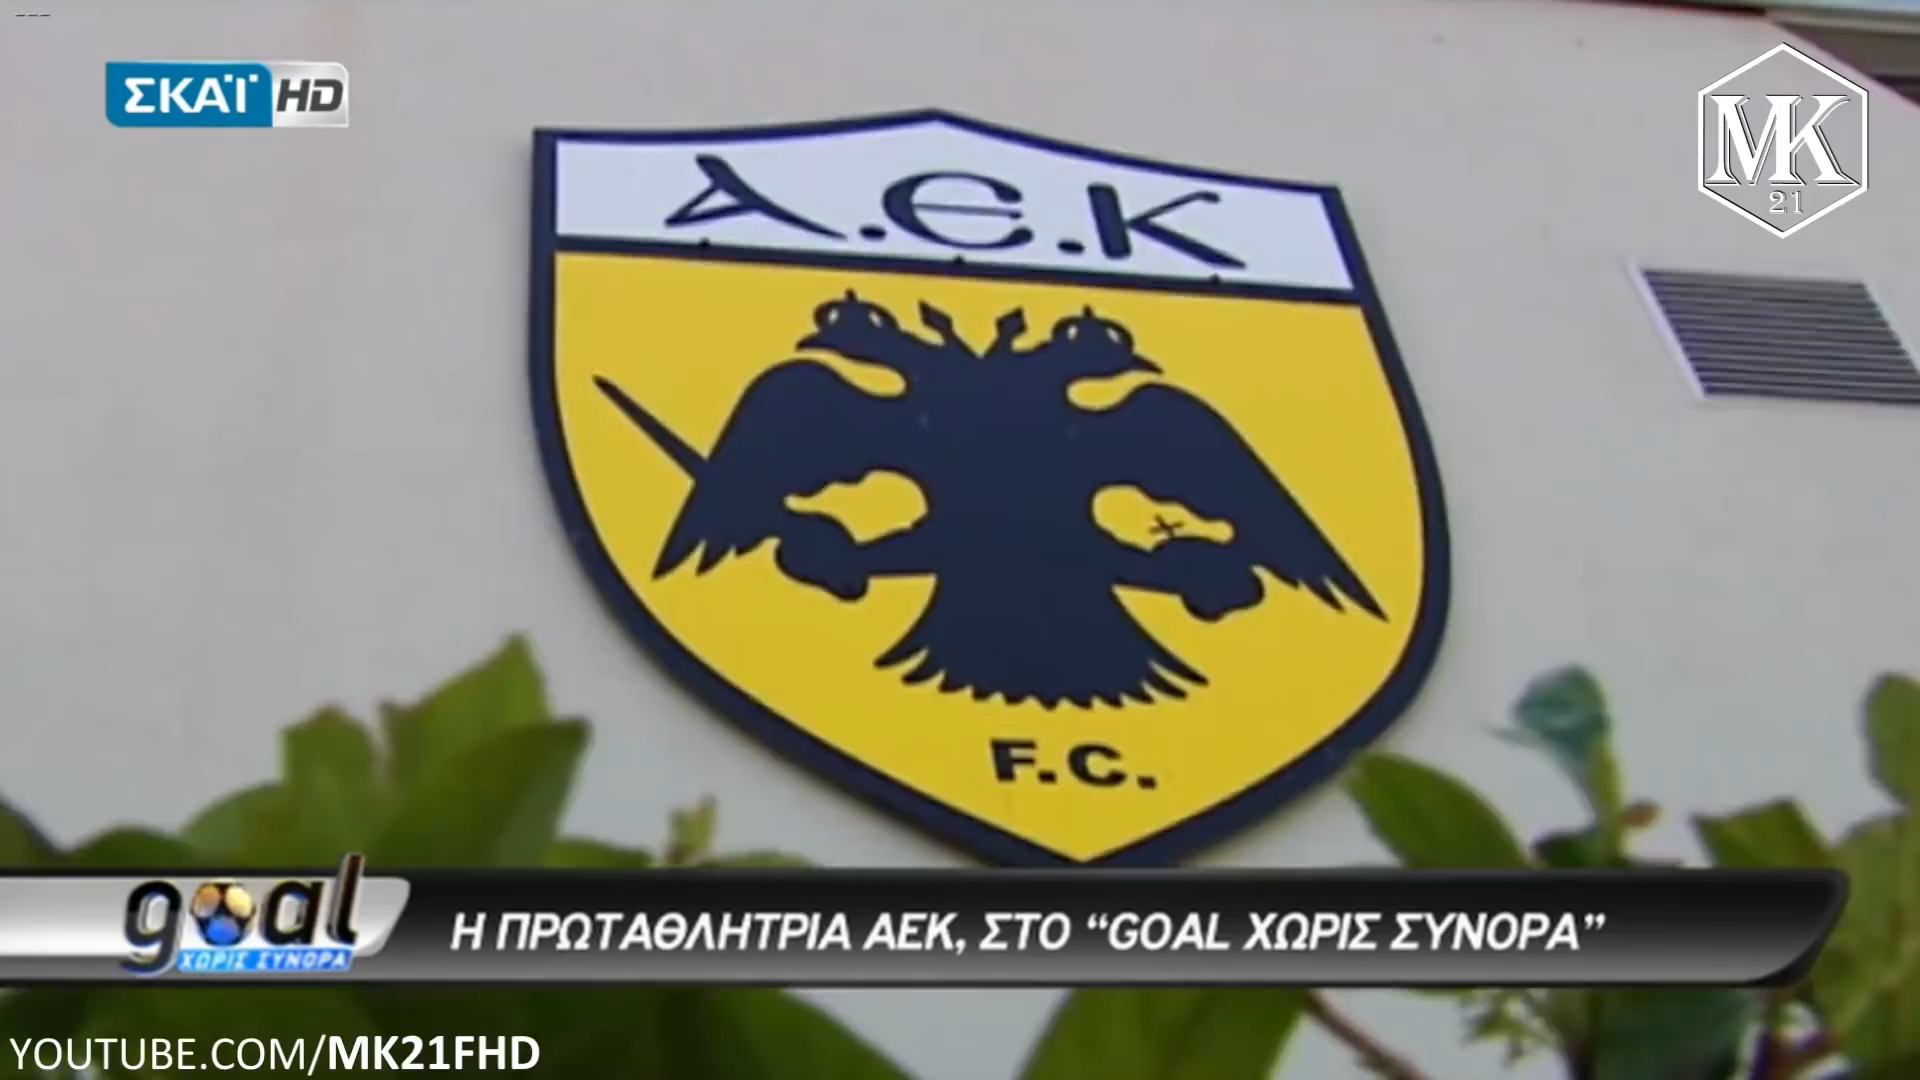 ΣΚΑΪ HD
MK
21
Α.Ε.Κ
F.C.
goal
ΧΩΡΙΣ ΣΥΝΟΡΑ
Η ΠΡΩΤΑΘΛΗΤΡΙΑ ΑΕΚ, ΣΤΟ “GOAL ΧΩΡΙΣ ΣΥΝΟΡΑ”
YOUTUBE.COM/MK21FHD